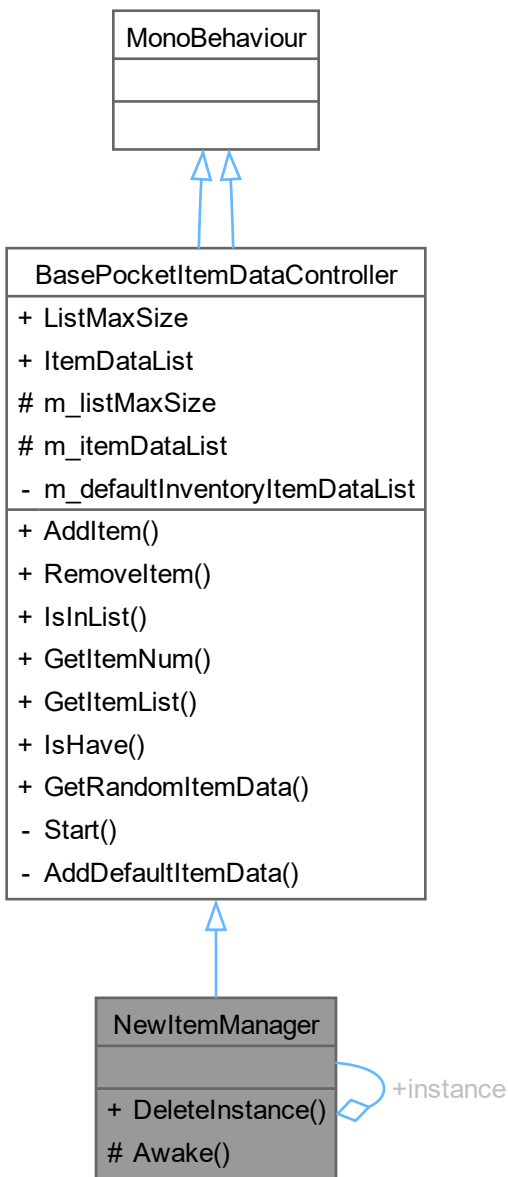 MonoBehaviour
BasePocketItemDataController
+ ListMaxSize
+ ItemDataList
# m_listMaxSize
# m_itemDataList
- m_defaultInventoryItemDataList
+ AddItem()
+ RemoveItem()
+ IsInList()
+ GetItemNum()
+ GetItemList()
+ IsHave()
+ GetRandomItemData()
- Start()
- AddDefaultItemData()
NewItemManager
+instance
+ DeleteInstance()
# Awake()